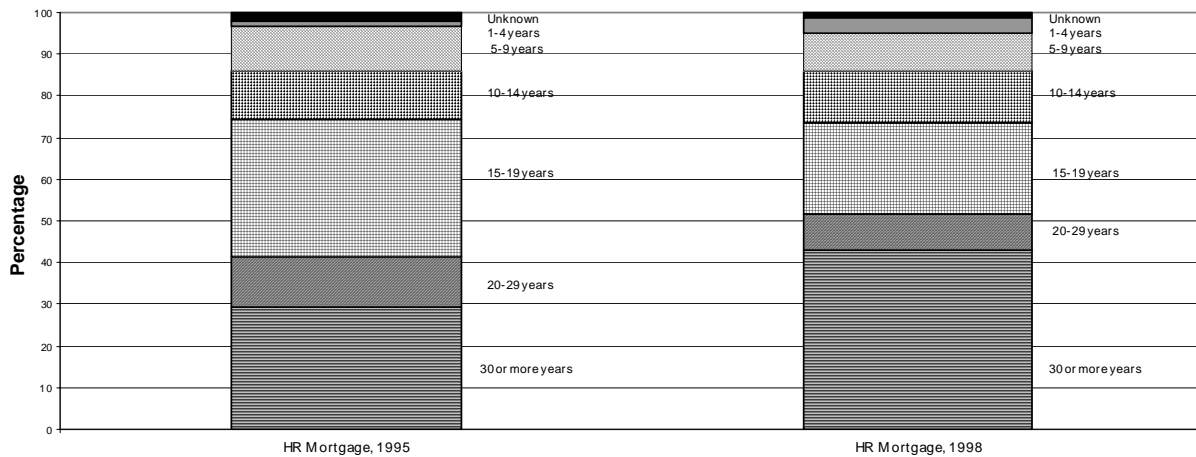 Percentage
100
90
80
70
60
50
40
30
20
10
0
Unknown
1-4 years
5-9 years
10-14 years
15-19 years
20-29 years
30 or more years
HR Mortgage, 1995
Unknown
1-4 years
5-9 years
10-14 years
15-19 years
20-29 years
30 or more years
HR Mortgage, 1998